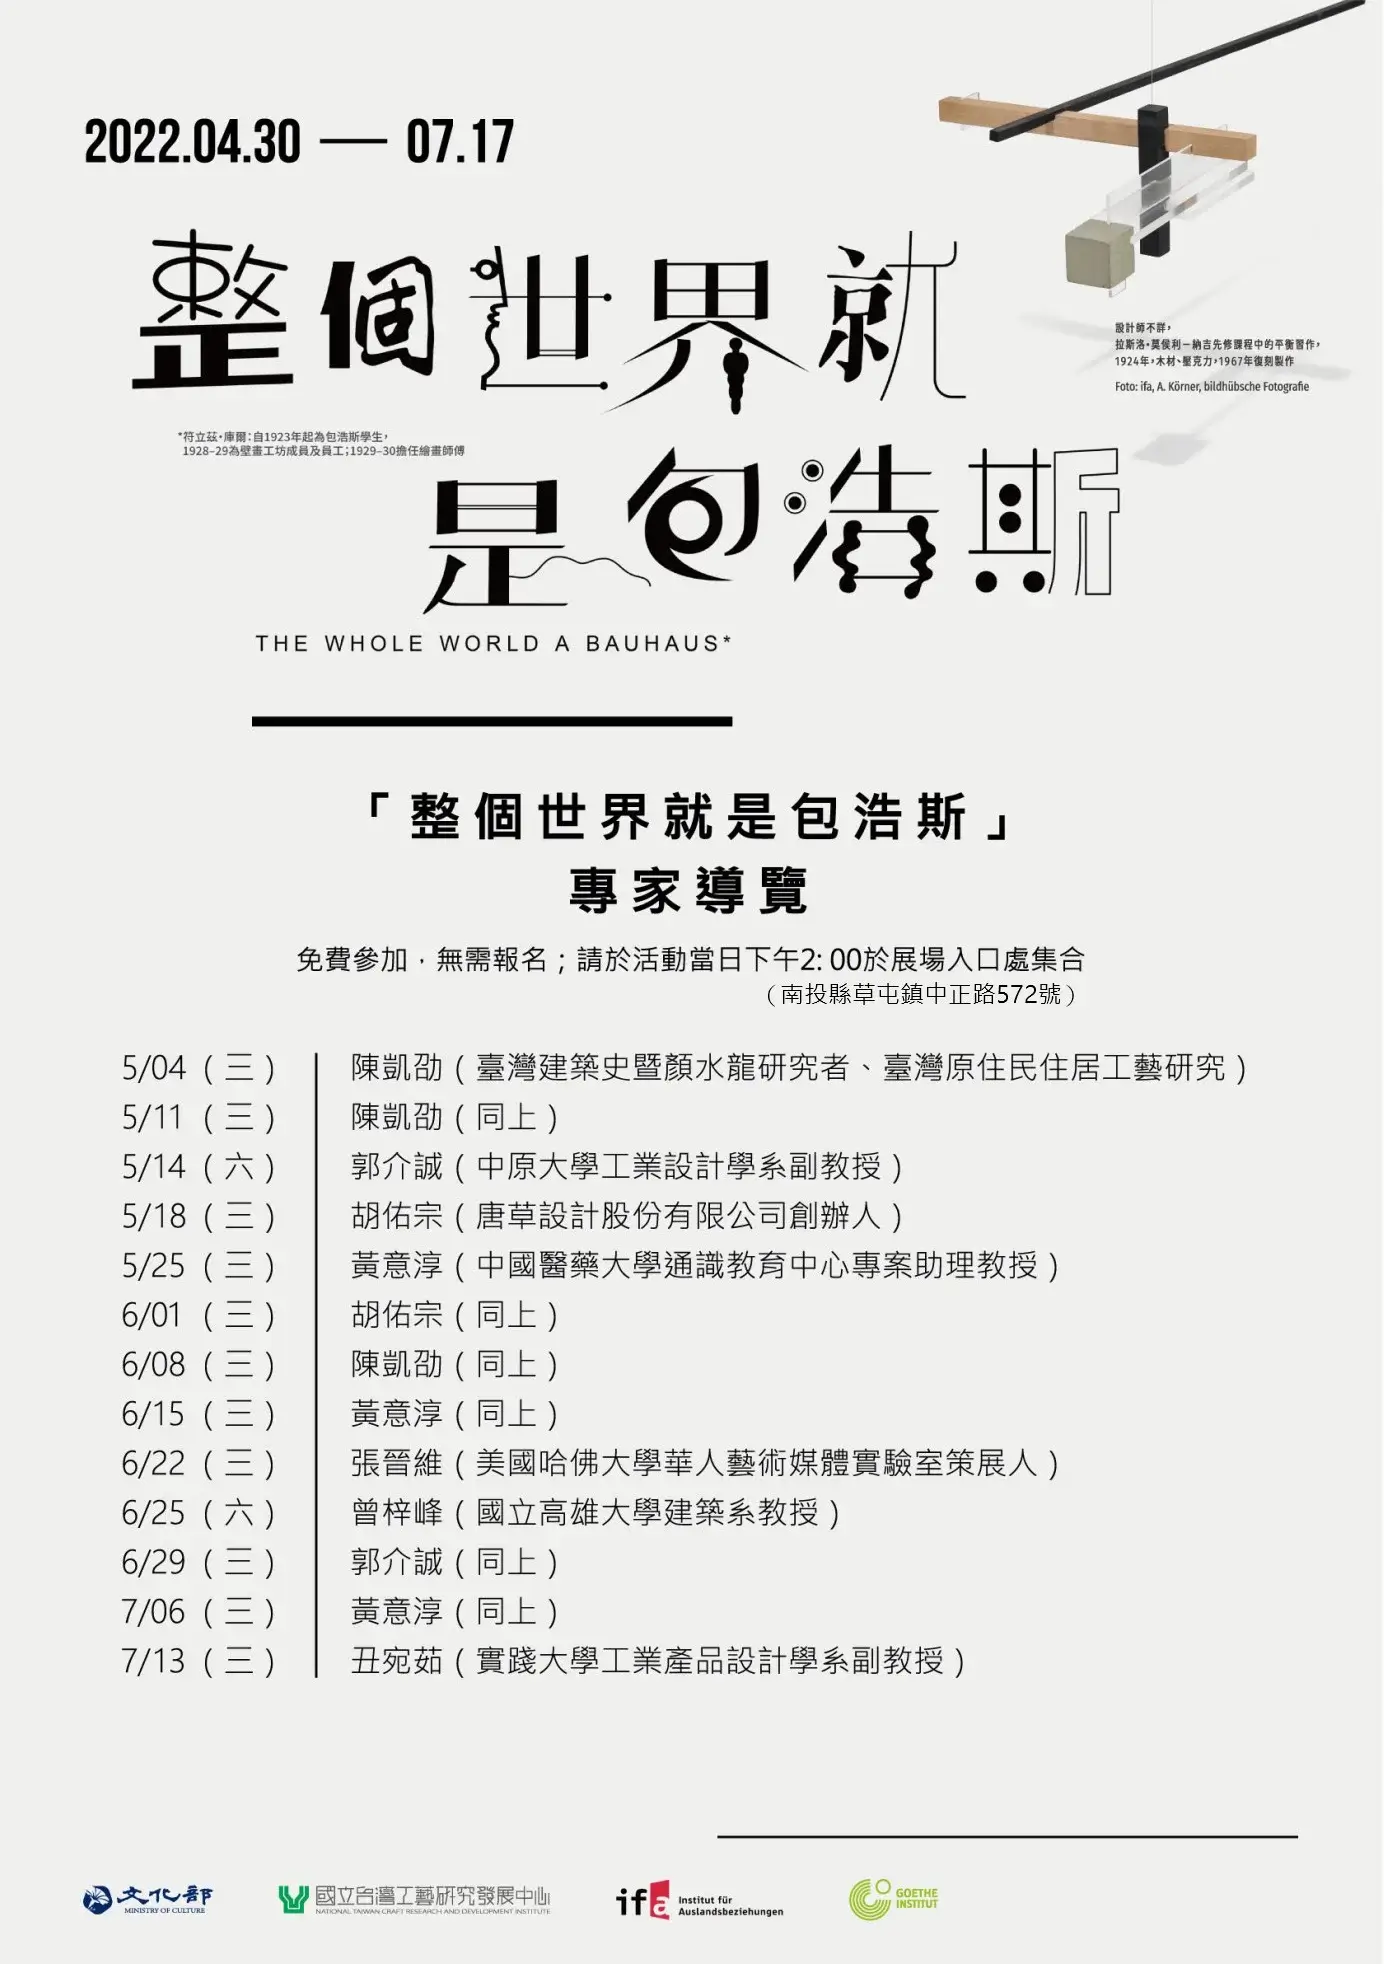 2022.04.30 — 07.17
整個世界就
設計師不詳，
拉斯洛・莫侯利－納吉先修課程中的平衡習作，
1924年，木材、壓克力，1967年復刻製作
Foto: ifa, A. Körner, bildhübsche Fotografie
*符立茲・庫爾：自1923年起為包浩斯學生，
1928–29為壁畫工坊成員及員工；1929–30擔任繪畫師傅
是包浩斯
THE WHOLE WORLD A BAUHAUS*
「整個世界就是包浩斯」
專家導覽
免費參加，無需報名；請於活動當日下午2: 00於展場入口處集合
（南投縣草屯鎮中正路572號）
5/04（三） 陳凱劭（臺灣建築史暨顏水龍研究者、臺灣原住民住居工藝研究）
5/11（三） 陳凱劭（同上）
5/14（六） 郭介誠（中原大學工業設計學系副教授）
5/18（三） 胡佑宗（唐草設計股份有限公司創辦人）
5/25（三） 黃意淳（中國醫藥大學通識教育中心專案助理教授）
6/01（三） 胡佑宗（同上）
6/08（三） 陳凱劭（同上）
6/15（三） 黃意淳（同上）
6/22（三） 張晉維（美國哈佛大學華人藝術媒體實驗室策展人）
6/25（六） 曾梓峰（國立高雄大學建築系教授）
6/29（三） 郭介誠（同上）
7/06（三） 黃意淳（同上）
7/13（三） 丑宛茹（實踐大學工業產品設計學系副教授）
文化部
MINISTRY OF CULTURE
國立台灣工藝研究發展中心
NATIONAL TAIWAN CRAFT RESEARCH AND DEVELOPMENT INSTITUTE
ifa Institut für
Auslandsbeziehungen
GOETHE
INSTITUT